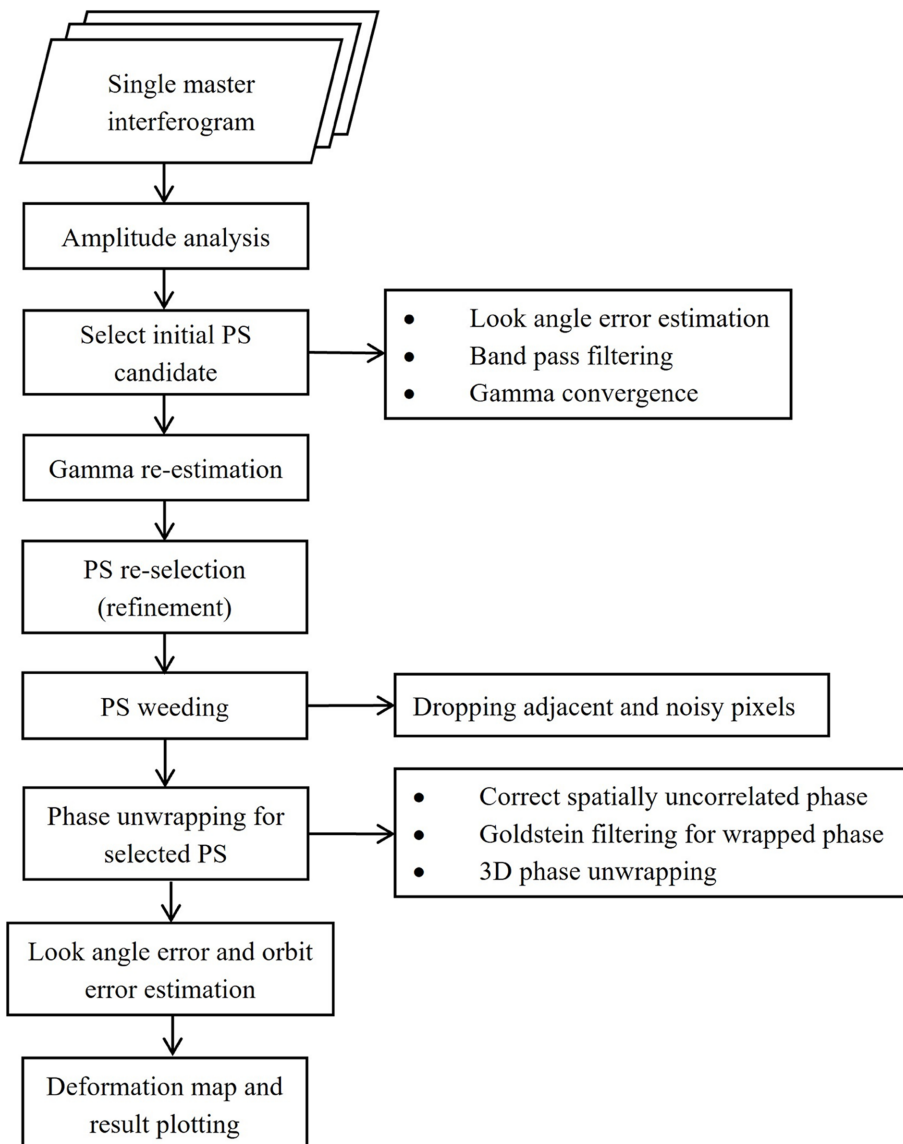 Single master
interferogram
Amplitude analysis
Select initial PS
candidate
• Look angle error estimation
• Band pass filtering
• Gamma convergence
Gamma re-estimation
PS re-selection
(refinement)
PS weeding
Dropping adjacent and noisy pixels
Phase unwrapping for
selected PS
• Correct spatially uncorrelated phase
• Goldstein filtering for wrapped phase
• 3D phase unwrapping
Look angle error and orbit
error estimation
Deformation map and
result plotting